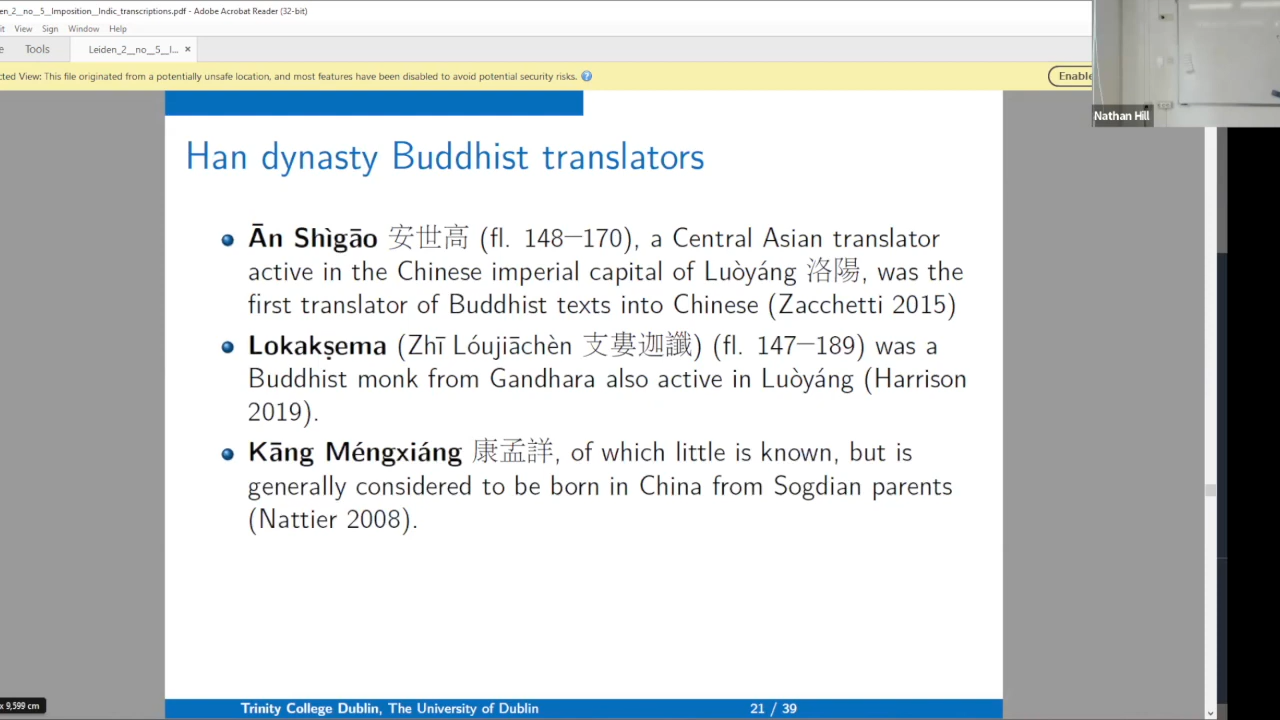 en_2__no__5__Imposition__Indic_transcriptions.pdf - Adobe Acrobat Reader (32-bit)
it View Sign Window Help
e Tools Leiden_2__no__5__I... ×
cted View: This file originated from a potentially unsafe location, and most features have been disabled to avoid potential security risks. ? Enable
Nathan Hill
Han dynasty Buddhist translators
Ān Shìgāo 安世高 (fl. 148–170), a Central Asian translator
active in the Chinese imperial capital of Luòyáng 洛陽, was the
first translator of Buddhist texts into Chinese (Zacchetti 2015)
Lokakṣema (Zhī Lóujiāchèn 支婁迦讖) (fl. 147–189) was a
Buddhist monk from Gandhara also active in Luòyáng (Harrison
2019).
Kāng Méngxiáng 康孟詳, of which little is known, but is
generally considered to be born in China from Sogdian parents
(Nattier 2008).
x 9,599 cm
Trinity College Dublin, The University of Dublin 21 / 39